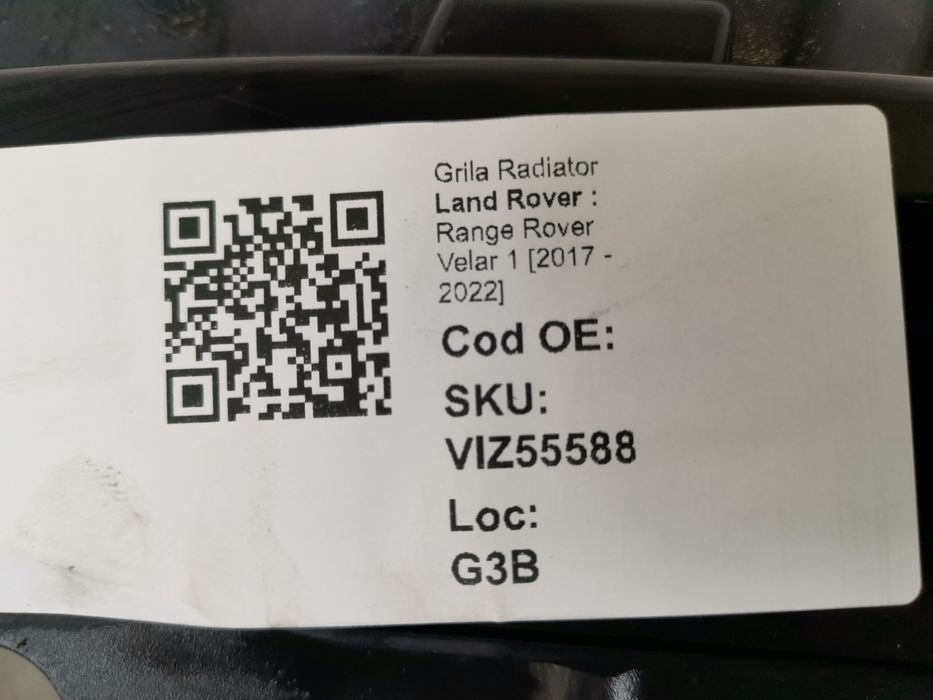 Grila Radiator
Land Rover :
Range Rover
Velar 1 [2017 -
2022]
Cod OE:
SKU:
VIZ55588
Loc:
G3B